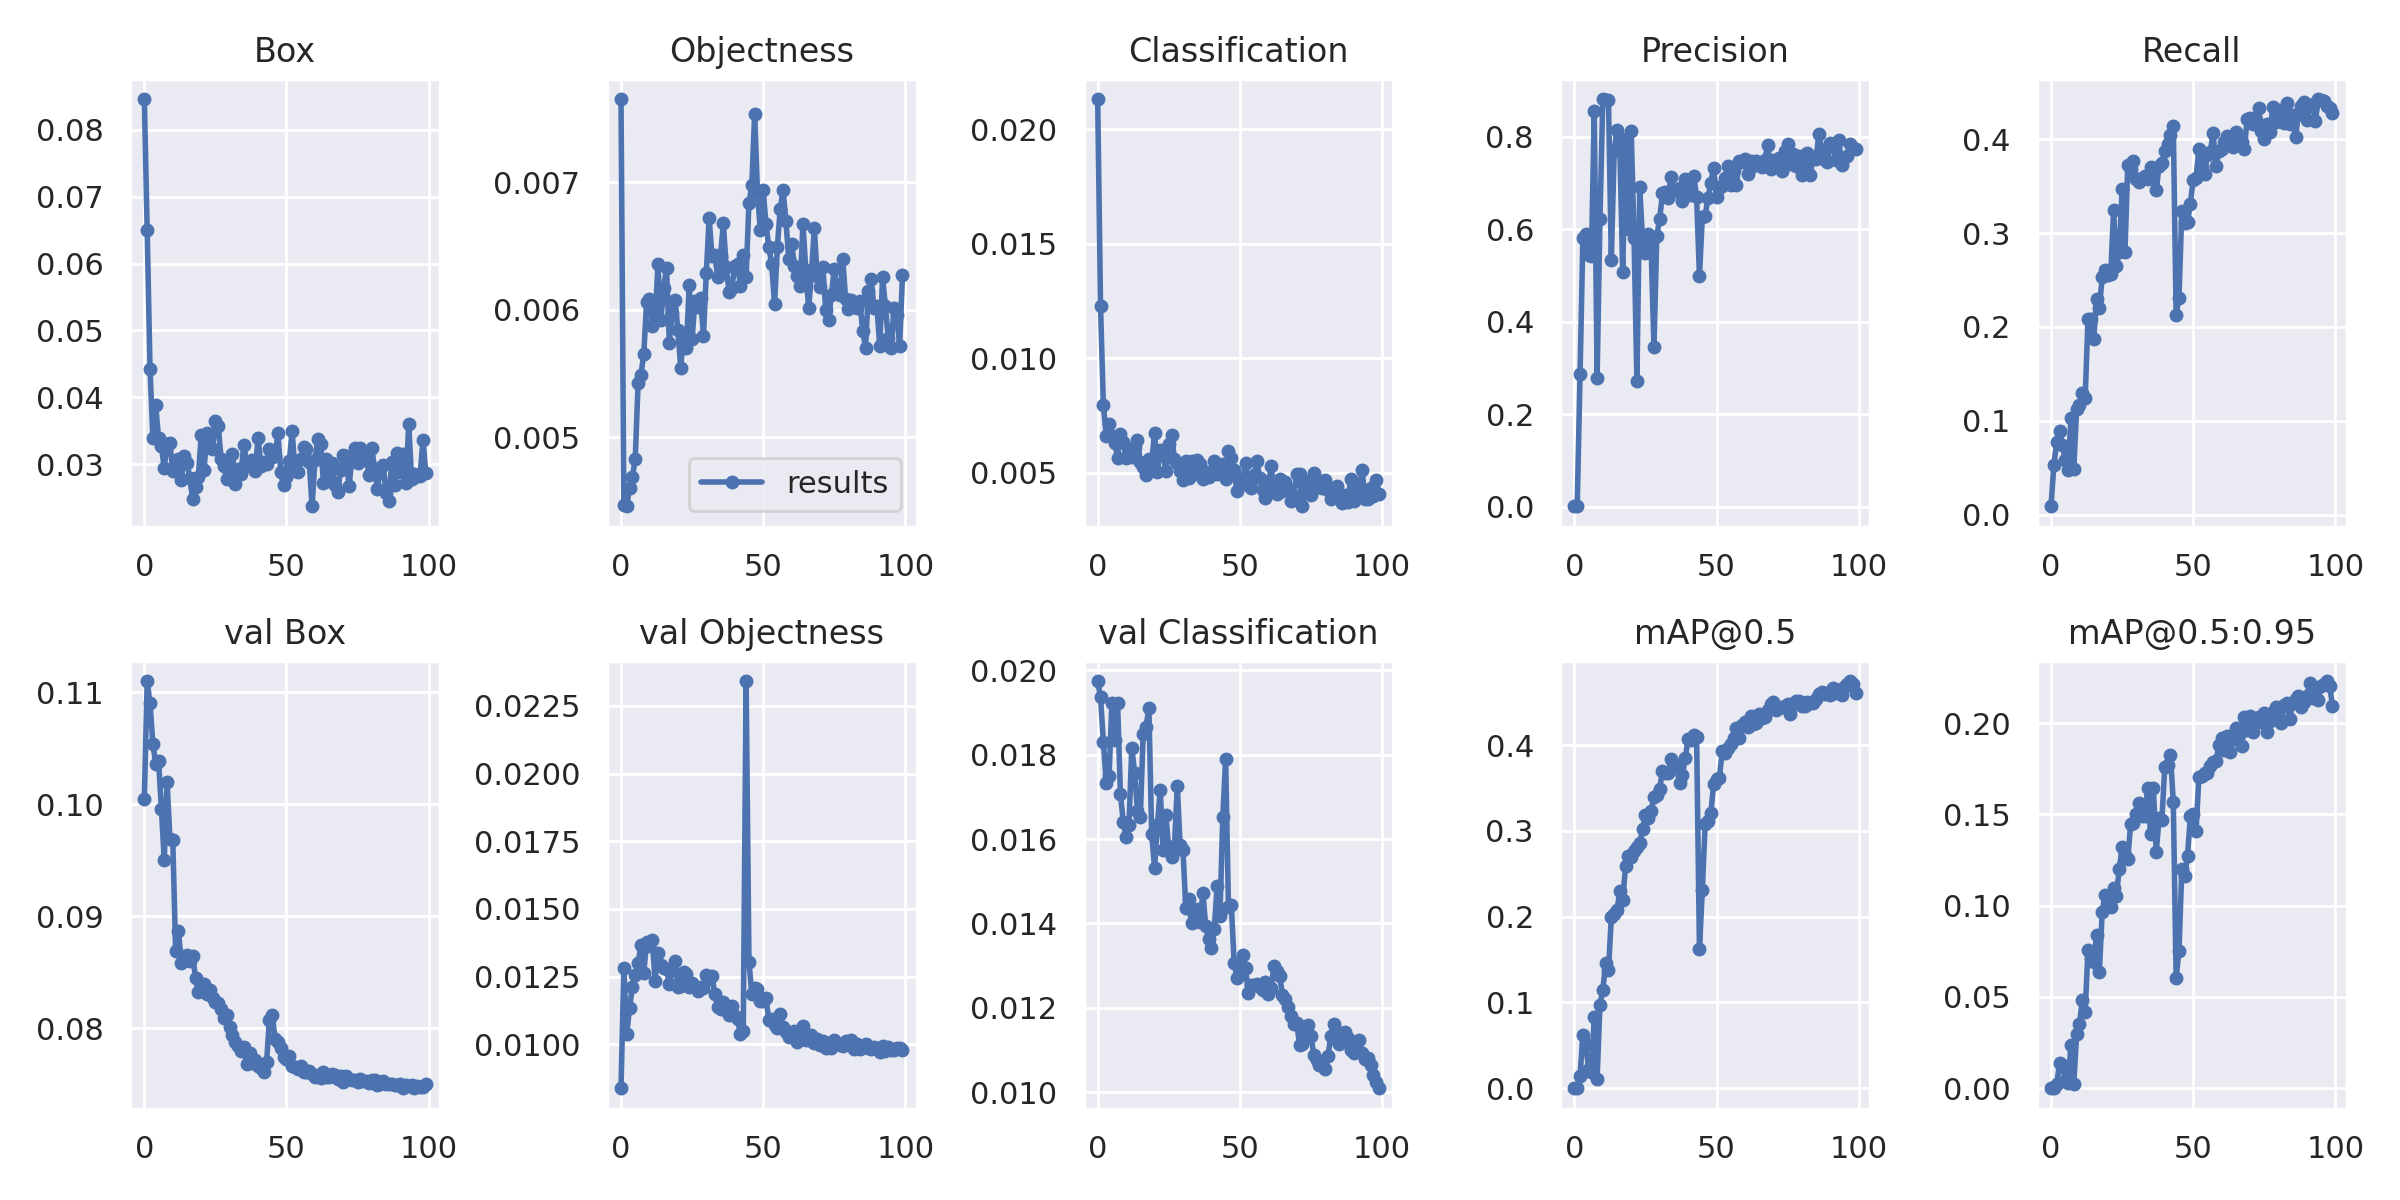 Box
0.08
0.07
0.06
0.05
0.04
0.03
0 50 100
Objectness
0.007
0.006
0.005
results
0 50 100
Classification
0.020
0.015
0.010
0.005
0 50 100
Precision
0.8
0.6
0.4
0.2
0.0
0 50 100
Recall
0.4
0.3
0.2
0.1
0.0
0 50 100
val Box
0.11
0.10
0.09
0.08
0 50 100
val Objectness
0.0225
0.0200
0.0175
0.0150
0.0125
0.0100
0 50 100
val Classification
0.020
0.018
0.016
0.014
0.012
0.010
0 50 100
mAP@0.5
0.4
0.3
0.2
0.1
0.0
0 50 100
mAP@0.5:0.95
0.20
0.15
0.10
0.05
0.00
0 50 100